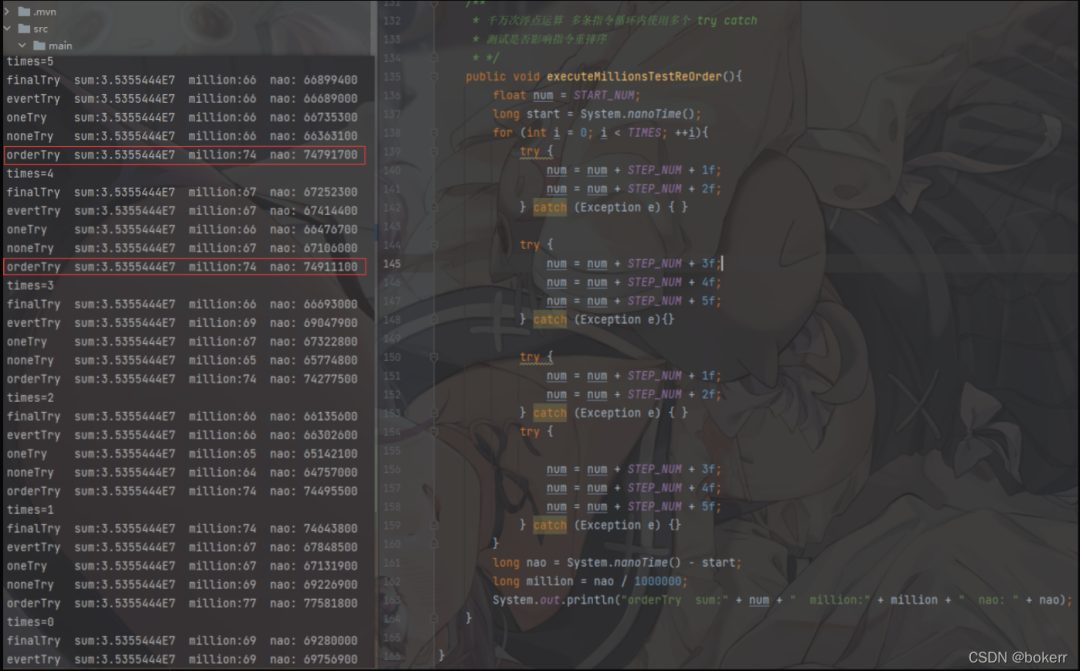 .mvn
src
main
times=5
finalTry sum:3.5355444E7 million:66 nao: 66899400
evertTry sum:3.5355444E7 million:66 nao: 66689000
oneTry sum:3.5355444E7 million:66 nao: 66735300
noneTry sum:3.5355444E7 million:66 nao: 66363100
orderTry sum:3.5355444E7 million:74 nao: 74791700
times=4
finalTry sum:3.5355444E7 million:67 nao: 67252300
evertTry sum:3.5355444E7 million:67 nao: 67414400
oneTry sum:3.5355444E7 million:66 nao: 66476700
noneTry sum:3.5355444E7 million:67 nao: 67106000
orderTry sum:3.5355444E7 million:74 nao: 74911100
times=3
finalTry sum:3.5355444E7 million:66 nao: 66693000
evertTry sum:3.5355444E7 million:69 nao: 69047900
oneTry sum:3.5355444E7 million:67 nao: 67322800
noneTry sum:3.5355444E7 million:65 nao: 65774800
orderTry sum:3.5355444E7 million:74 nao: 74277500
times=2
finalTry sum:3.5355444E7 million:66 nao: 66135600
evertTry sum:3.5355444E7 million:66 nao: 66302600
oneTry sum:3.5355444E7 million:65 nao: 65142100
noneTry sum:3.5355444E7 million:64 nao: 64757000
orderTry sum:3.5355444E7 million:74 nao: 74495500
times=1
finalTry sum:3.5355444E7 million:74 nao: 74643800
evertTry sum:3.5355444E7 million:67 nao: 67848500
oneTry sum:3.5355444E7 million:67 nao: 67131900
noneTry sum:3.5355444E7 million:69 nao: 69226900
orderTry sum:3.5355444E7 million:77 nao: 77581800
times=0
finalTry sum:3.5355444E7 million:69 nao: 69280000
evertTry sum:3.5355444E7 million:69 nao: 69756900
131 /**
132 * 千万次浮点运算 多条指令循环内使用多个 try catch
133 * 测试是否影响指令重排序
134 * */
135 public void executeMillionsTestReOrder(){
136 float num = START_NUM;
137 long start = System.nanoTime();
138 for (int i = 0; i < TIMES; ++i){
139 try {
140 num = num + STEP_NUM + 1f;
141 num = num + STEP_NUM + 2f;
142 } catch (Exception e) { }
143
144 try {
145 num = num + STEP_NUM + 3f;
146 num = num + STEP_NUM + 4f;
147 num = num + STEP_NUM + 5f;
148 } catch (Exception e){}
149
150 try {
151 num = num + STEP_NUM + 1f;
152 num = num + STEP_NUM + 2f;
153 } catch (Exception e) { }
154 try {
155
156 num = num + STEP_NUM + 3f;
157 num = num + STEP_NUM + 4f;
158 num = num + STEP_NUM + 5f;
159 } catch (Exception e) {}
160 }
161 long nao = System.nanoTime() - start;
162 long million = nao / 1000000;
163 System.out.println("orderTry sum:" + num + " million:" + million + " nao: " + nao);
164 }
165
166 }
CSDN @bokerr